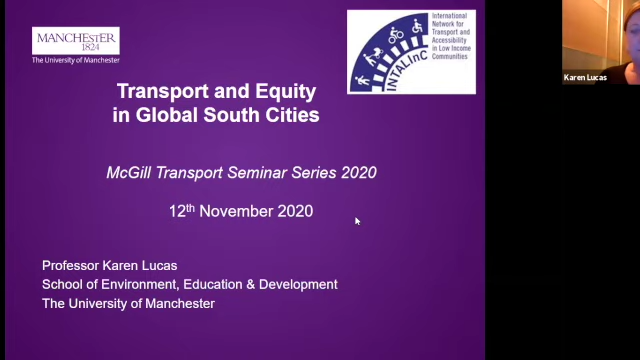 MANCHESTER
1824
The University of Manchester
International
Network for
Transport and
Accessibility
in Low Income
Communities
INTALInC
Karen Lucas
Transport and Equity
in Global South Cities
McGill Transport Seminar Series 2020
12th November 2020
Professor Karen Lucas
School of Environment, Education & Development
The University of Manchester